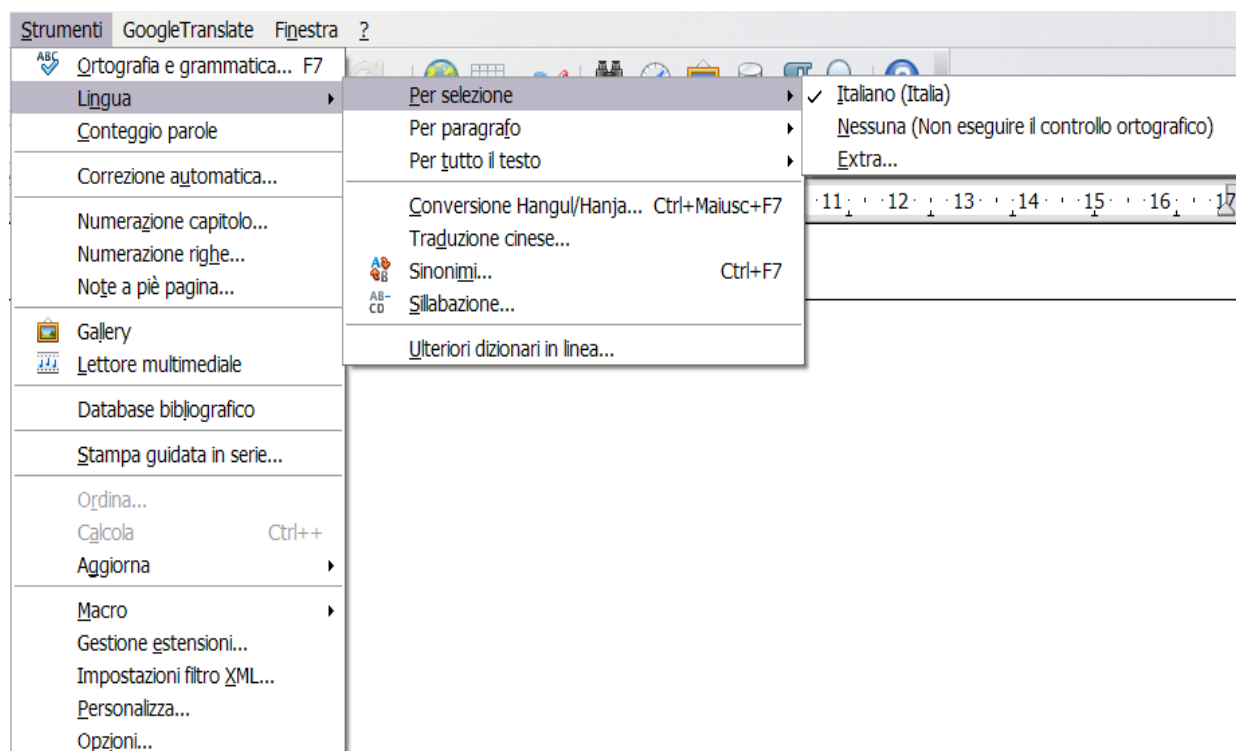 Strumenti GoogleTranslate Finestra ?
ABC Ortografia e grammatica... F7
Lingua
Conteggio parole
Correzione automatica...
Numerazione capitolo...
Numerazione righe...
Note a piè pagina...
Gallery
Lettore multimediale
Database bibliografico
Stampa guidata in serie...
Ordina...
Calcola Ctrl++
Aggiorna
Macro
Gestione estensioni...
Impostazioni filtro XML...
Personalizza...
Opzioni...
Per selezione
Per paragrafo
Per tutto il testo
Conversione Hangul/Hanja... Ctrl+Maiusc+F7
Traduzione cinese...
Sinonimi... Ctrl+F7
AB-CD Sillabazione...
Ulteriori dizionari in linea...
Italiano (Italia)
Nessuna (Non eseguire il controllo ortografico)
Extra...
11 12 13 14 15 16 17